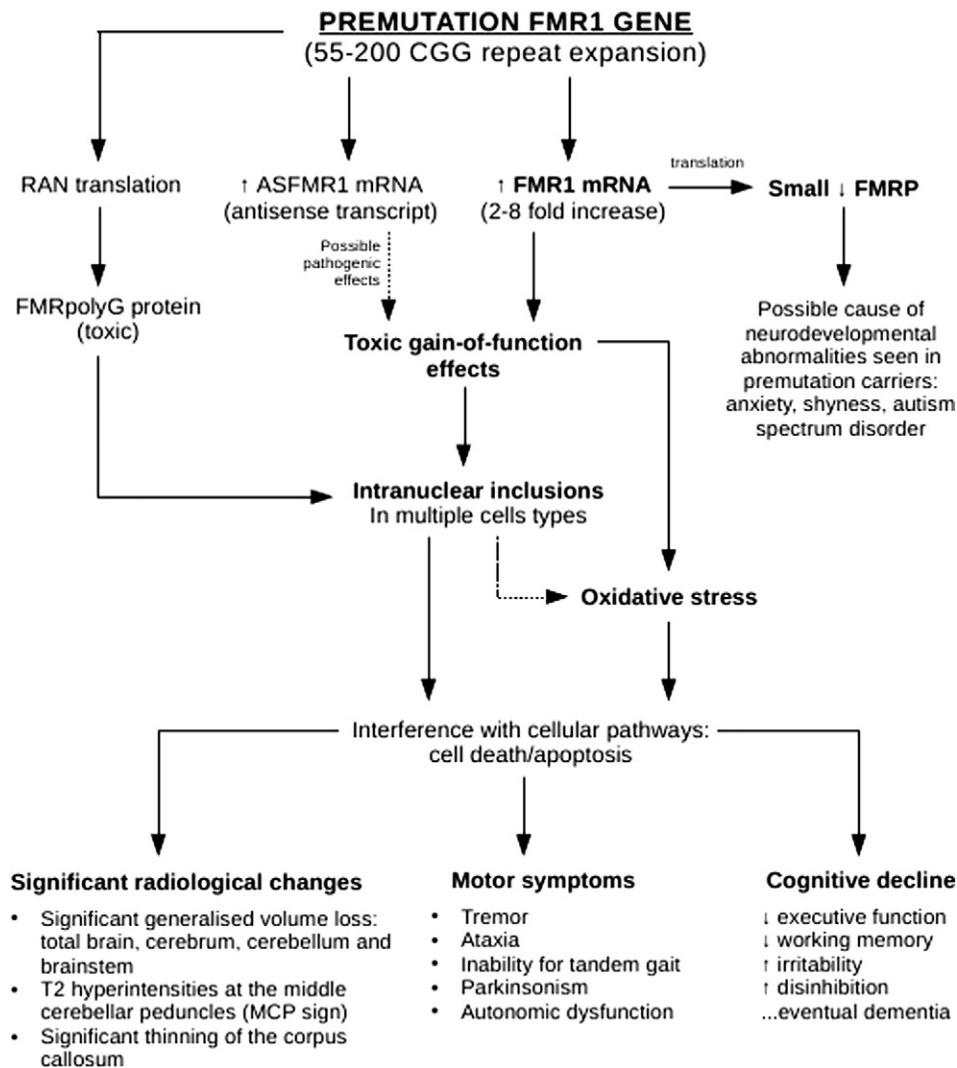 PREMUTATION FMR1 GENE
(55-200 CGG repeat expansion)
RAN translation
↑ ASFMR1 mRNA
(antisense transcript)
↑ FMR1 mRNA
(2-8 fold increase)
translation
Small ↓ FMRP
Possible
pathogenic
effects
FMRpolyG protein
(toxic)
Toxic gain-of-function
effects
Possible cause of
neurodevelopmental
abnormalities seen in
premutation carriers:
anxiety, shyness, autism
spectrum disorder
Intranuclear inclusions
In multiple cells types
Oxidative stress
Interference with cellular pathways:
cell death/apoptosis
Significant radiological changes
• Significant generalised volume loss:
total brain, cerebrum, cerebellum and
brainstem
• T2 hyperintensities at the middle
cerebellar peduncles (MCP sign)
• Significant thinning of the corpus
callosum
Motor symptoms
• Tremor
• Ataxia
• Inability for tandem gait
• Parkinsonism
• Autonomic dysfunction
Cognitive decline
↓ executive function
↓ working memory
↑ irritability
↑ disinhibition
...eventual dementia